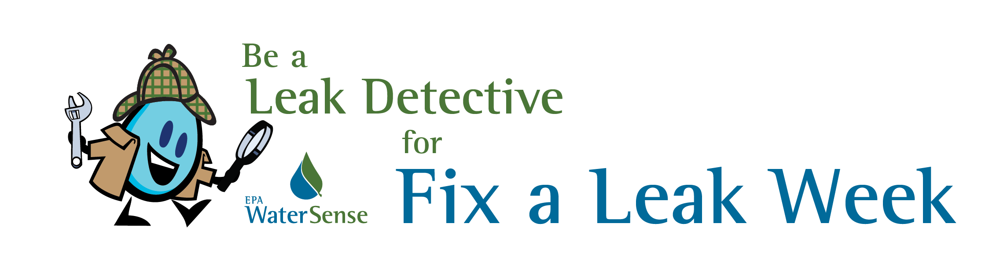 Be a
Leak Detective
for
Fix a Leak Week
EPA
WaterSense